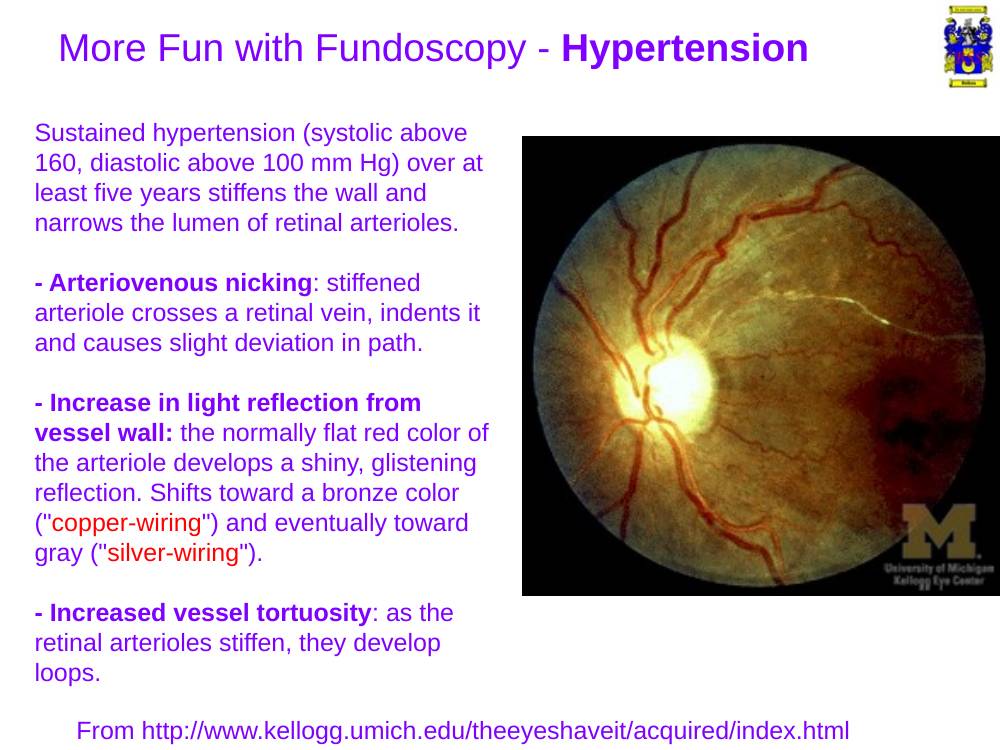 More Fun with Fundoscopy - Hypertension
Sustained hypertension (systolic above
160, diastolic above 100 mm Hg) over at
least five years stiffens the wall and
narrows the lumen of retinal arterioles.
- Arteriovenous nicking: stiffened
arteriole crosses a retinal vein, indents it
and causes slight deviation in path.
- Increase in light reflection from
vessel wall: the normally flat red color of
the arteriole develops a shiny, glistening
reflection. Shifts toward a bronze color
("copper-wiring") and eventually toward
gray ("silver-wiring").
- Increased vessel tortuosity: as the
retinal arterioles stiffen, they develop
loops.
M
University of Michigan
Kellogg Eye Center
From http://www.kellogg.umich.edu/theeyeshaveit/acquired/index.html